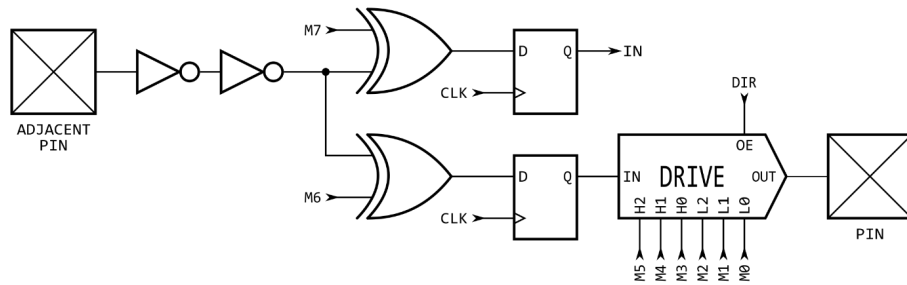 M7
D
Q
IN
CLK
ADJACENT
PIN
DIR
OE
D
Q
IN
DRIVE
OUT
M6
CLK
H2
H1
H0
L2
L1
L0
PIN
M5
M4
M3
M2
M1
M0